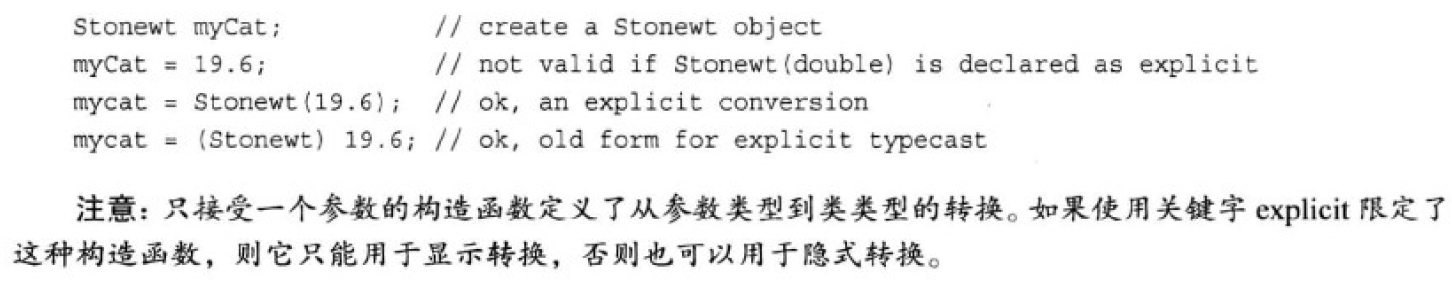 Stonewt myCat;          // create a Stonewt object
myCat = 19.6;           // not valid if Stonewt(double) is declared as explicit
mycat = Stonewt(19.6);  // ok, an explicit conversion
mycat = (Stonewt) 19.6; // ok, old form for explicit typecast
注意：只接受一个参数的构造函数定义了从参数类型到类类型的转换。如果使用关键字 explicit 限定了
这种构造函数，则它只能用于显示转换，否则也可以用于隐式转换。